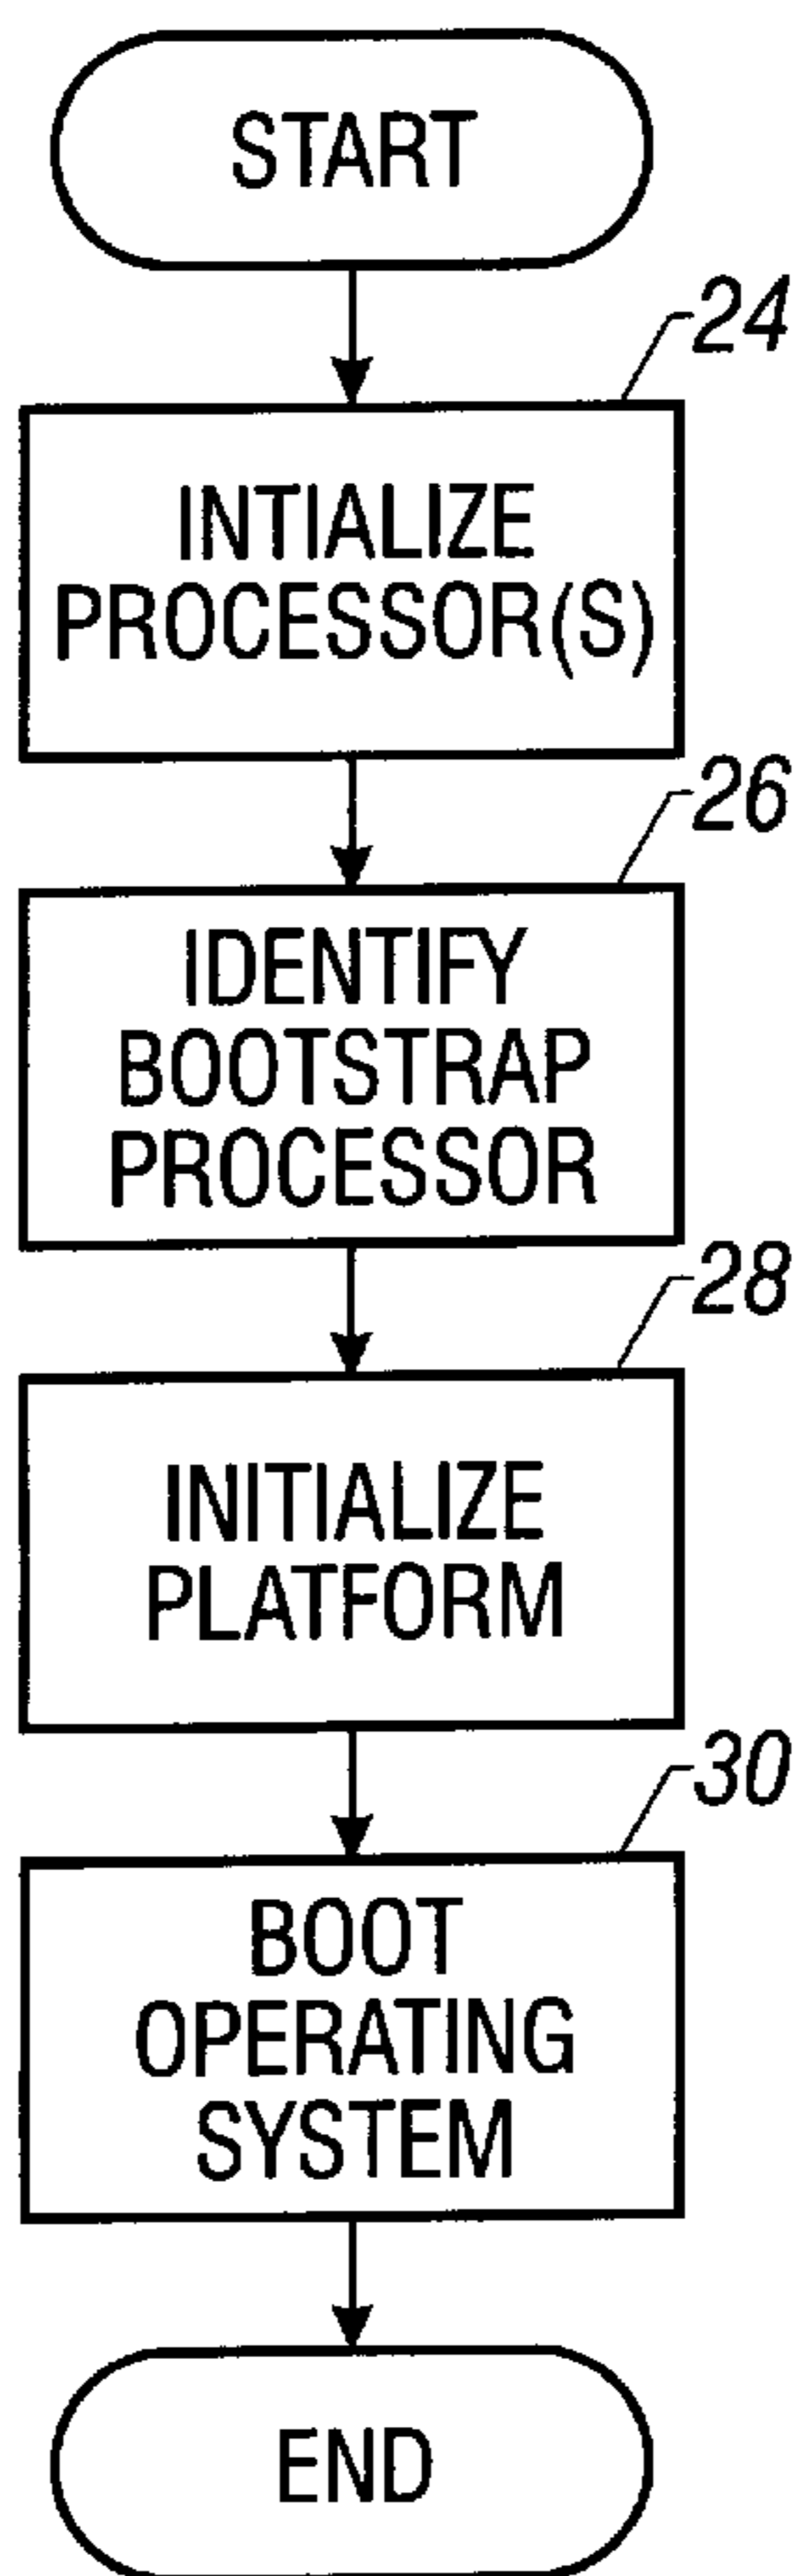 START
24
INTIALIZE
PROCESSOR(S)
26
IDENTIFY
BOOTSTRAP
PROCESSOR
28
INITIALIZE
PLATFORM
30
BOOT
OPERATING
SYSTEM
END